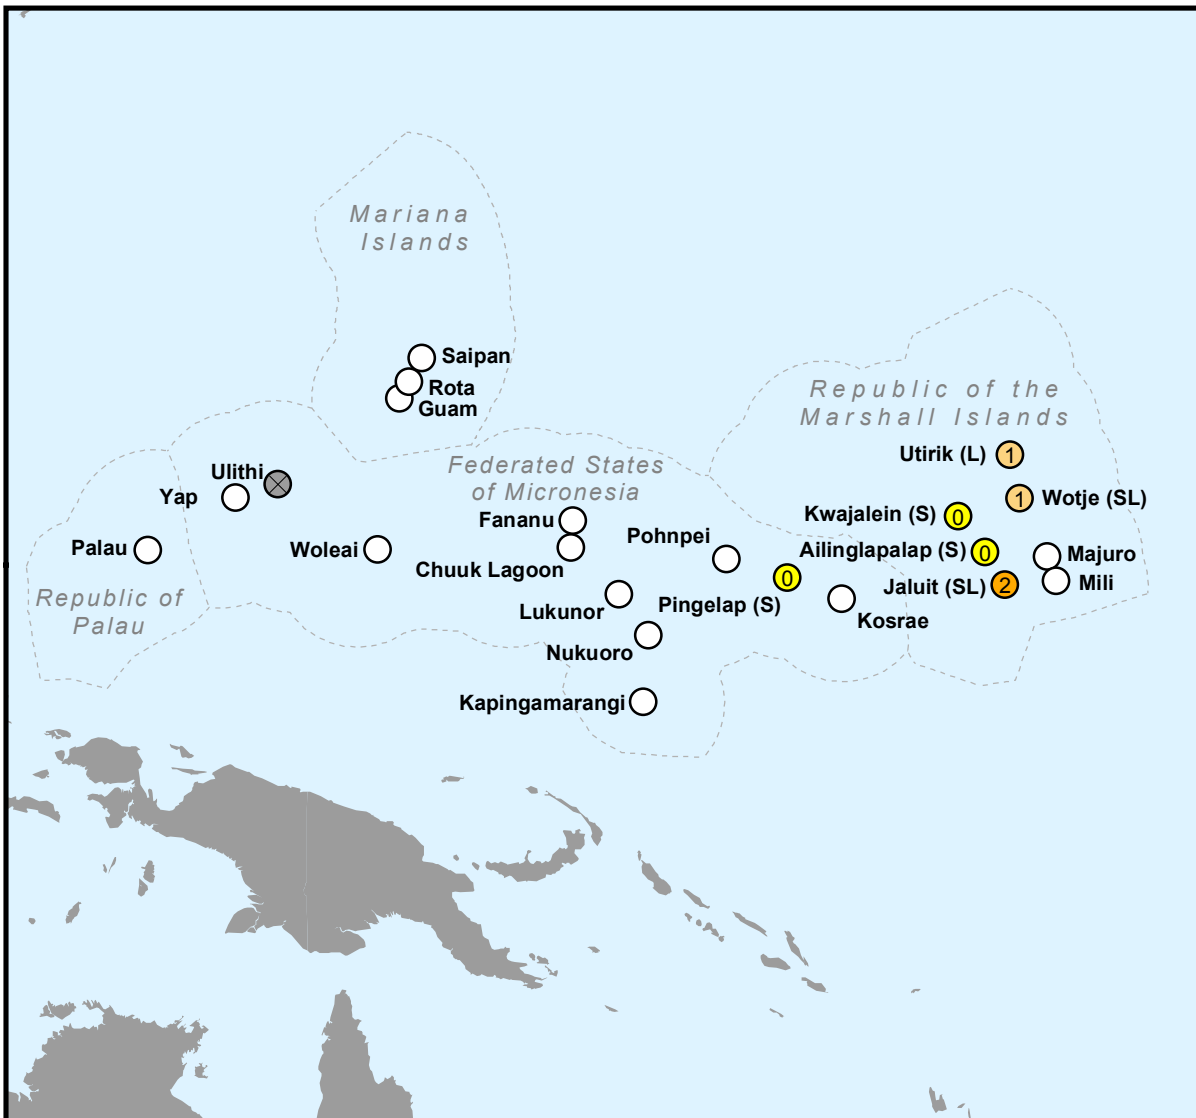 Mariana
Islands
Saipan
Rota
Guam
Republic of the
Marshall Islands
Utirik (L) 1
Ulithi
Federated States
of Micronesia
Yap
1 Wotje (SL)
Kwajalein (S) 0
Fananu
Pohnpei
Palau
Woleai
Ailinglapalap (S) 0
Majuro
Chuuk Lagoon
Jaluit (SL) 2
Mili
Republic of
Palau
Lukunor
Pingelap (S) 0
Kosrae
Nukuoro
Kapingamarangi